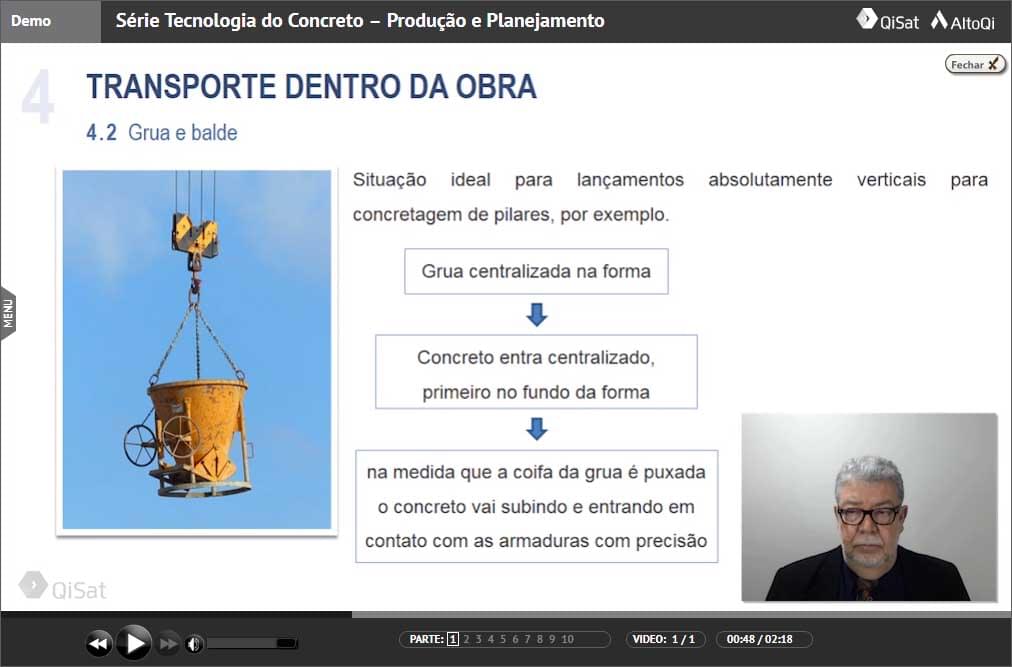 Demo
Série Tecnologia do Concreto – Produção e Planejamento
QiSat
AltoQi
Fechar
4
TRANSPORTE DENTRO DA OBRA
4.2 Grua e balde
Situação ideal para lançamentos absolutamente verticais para
concretagem de pilares, por exemplo.
Grua centralizada na forma
Concreto entra centralizado,
primeiro no fundo da forma
na medida que a coifa da grua é puxada
o concreto vai subindo e entrando em
contato com as armaduras com precisão
MENU
QiSat
PARTE: 1 2 3 4 5 6 7 8 9 10
VIDEO: 1 / 1
00:48 / 02:18